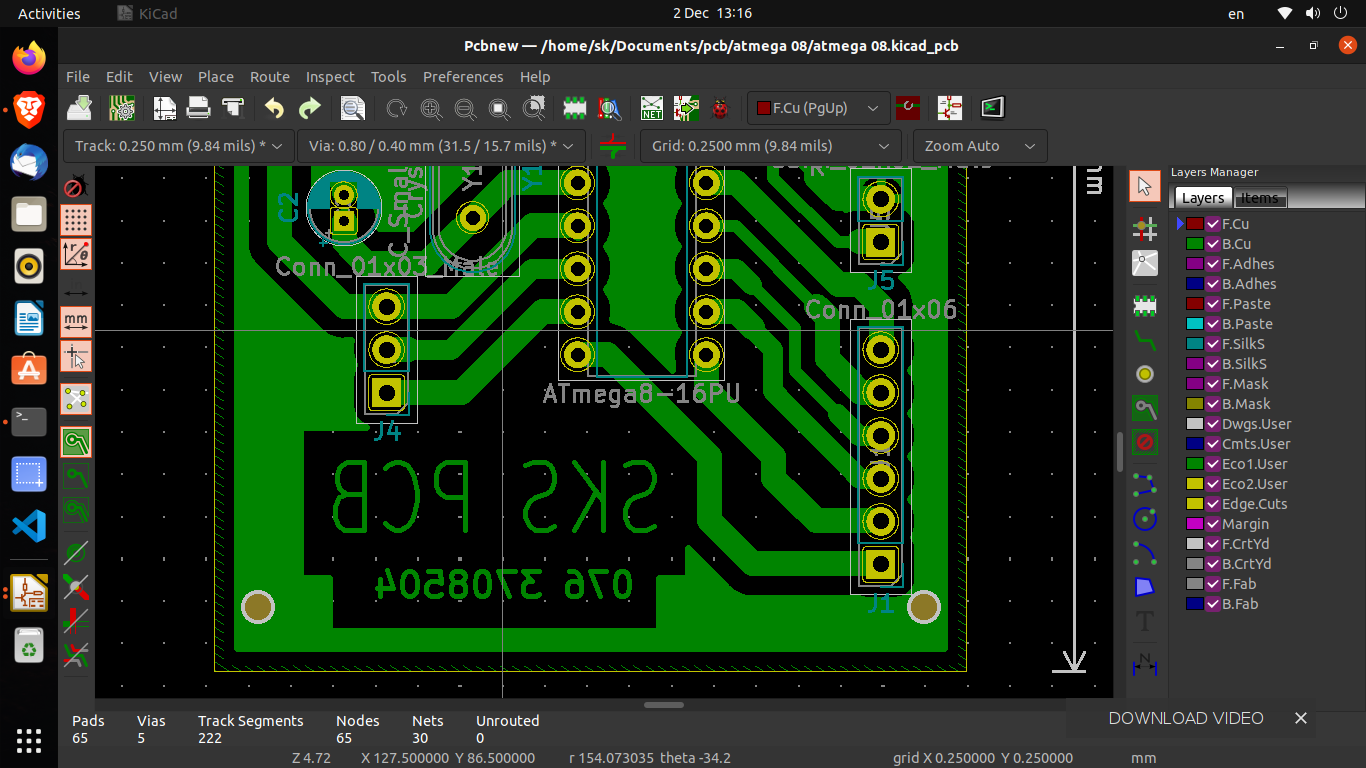 Activities KiCad 2 Dec 13:16 en
Pcbnew — /home/sk/Documents/pcb/atmega 08/atmega 08.kicad_pcb
File Edit View Place Route Inspect Tools Preferences Help
NET F.Cu (PgUp)
Track: 0.250 mm (9.84 mils) * Via: 0.80 / 0.40 mm (31.5 / 15.7 mils) * Grid: 0.2500 mm (9.84 mils) Zoom Auto
Layers Manager
Layers Items
F.Cu
B.Cu
F.Adhes
B.Adhes
F.Paste
B.Paste
F.SilkS
B.SilkS
F.Mask
B.Mask
Dwgs.User
Cmts.User
Eco1.User
Eco2.User
Edge.Cuts
Margin
F.CrtYd
B.CrtYd
F.Fab
B.Fab
mm
C2
Y1
Y1
mm
Conn_01x03_Male
J5
Conn_01x06
ATmega8-16PU
J4
SKS PCB
076 3708504
J1
DOWNLOAD VIDEO
Pads Vias Track Segments Nodes Nets Unrouted
65 5 222 65 30 0
Z 4.72 X 127.500000 Y 86.500000 r 154.073035 theta -34.2 grid X 0.250000 Y 0.250000 mm